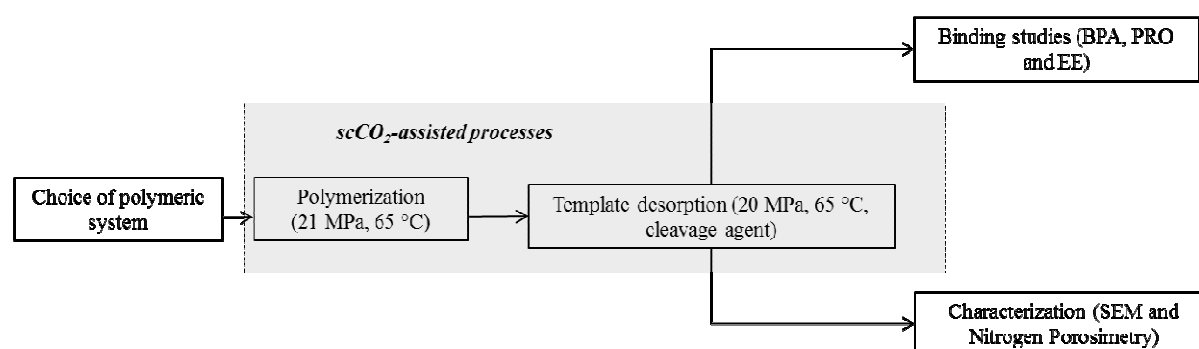 Binding studies (BPA, PRO
and EE)
scCO₂-assisted processes
Choice of polymeric
system
Polymerization
(21 MPa, 65 °C)
Template desorption (20 MPa, 65 °C,
cleavage agent)
Characterization (SEM and
Nitrogen Porosimetry)